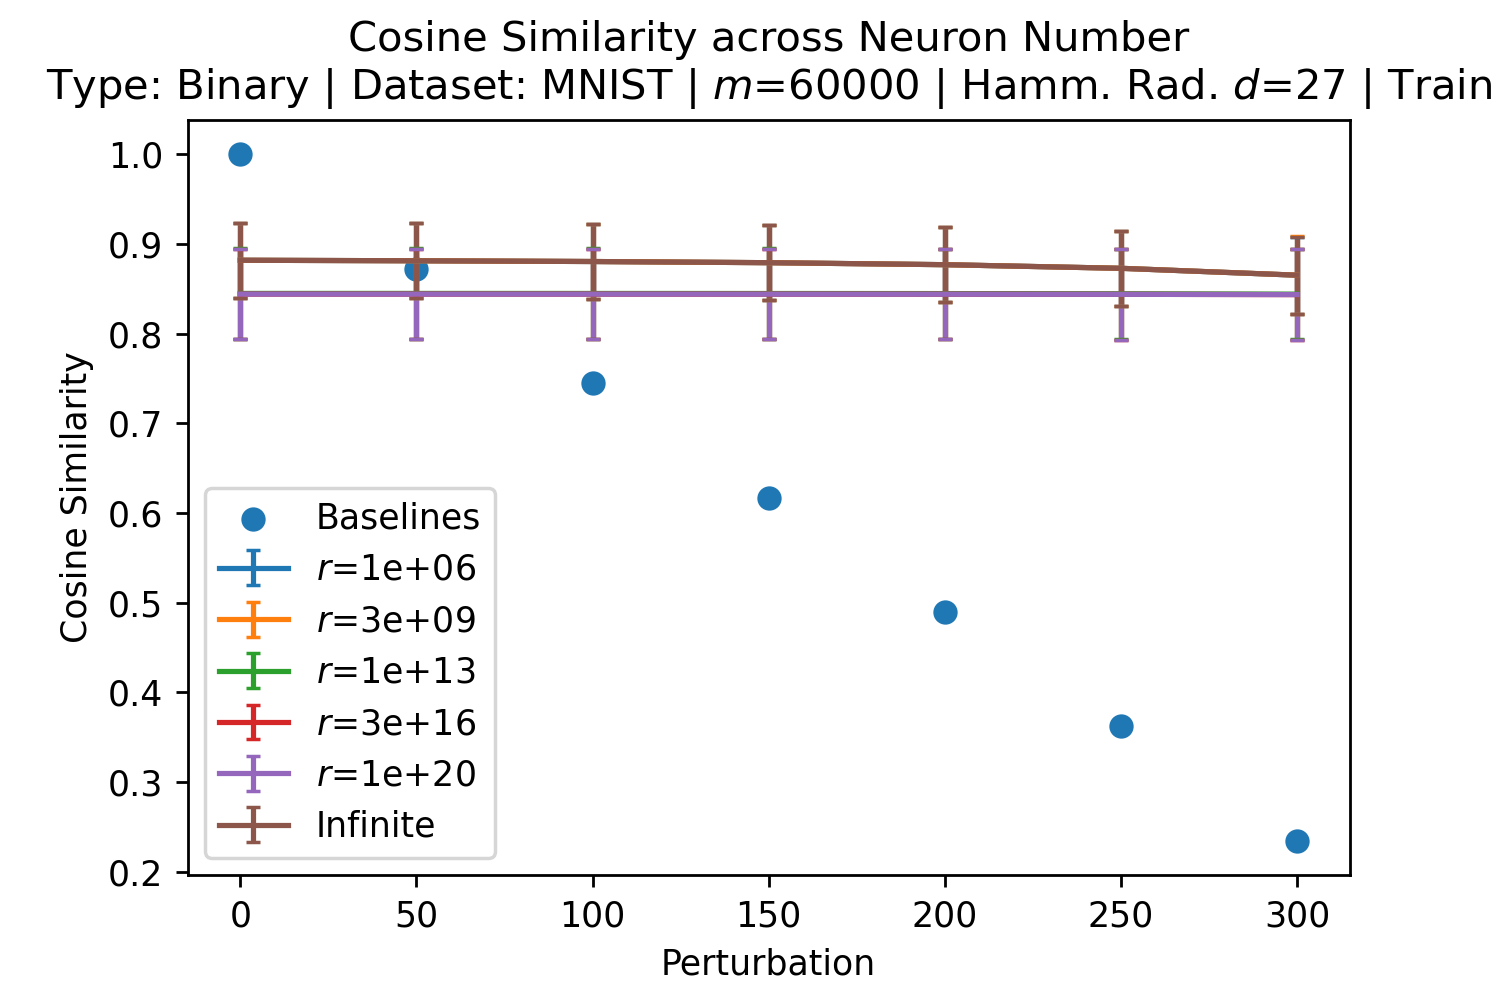 Cosine Similarity across Neuron Number
Type: Binary | Dataset: MNIST | m=60000 | Hamm. Rad. d=27 | Train
1.0
0.9
0.8
0.7
0.6
0.5
0.4
0.3
0.2
Cosine Similarity
Baselines
r=1e+06
r=3e+09
r=1e+13
r=3e+16
r=1e+20
Infinite
0 50 100 150 200 250 300
Perturbation